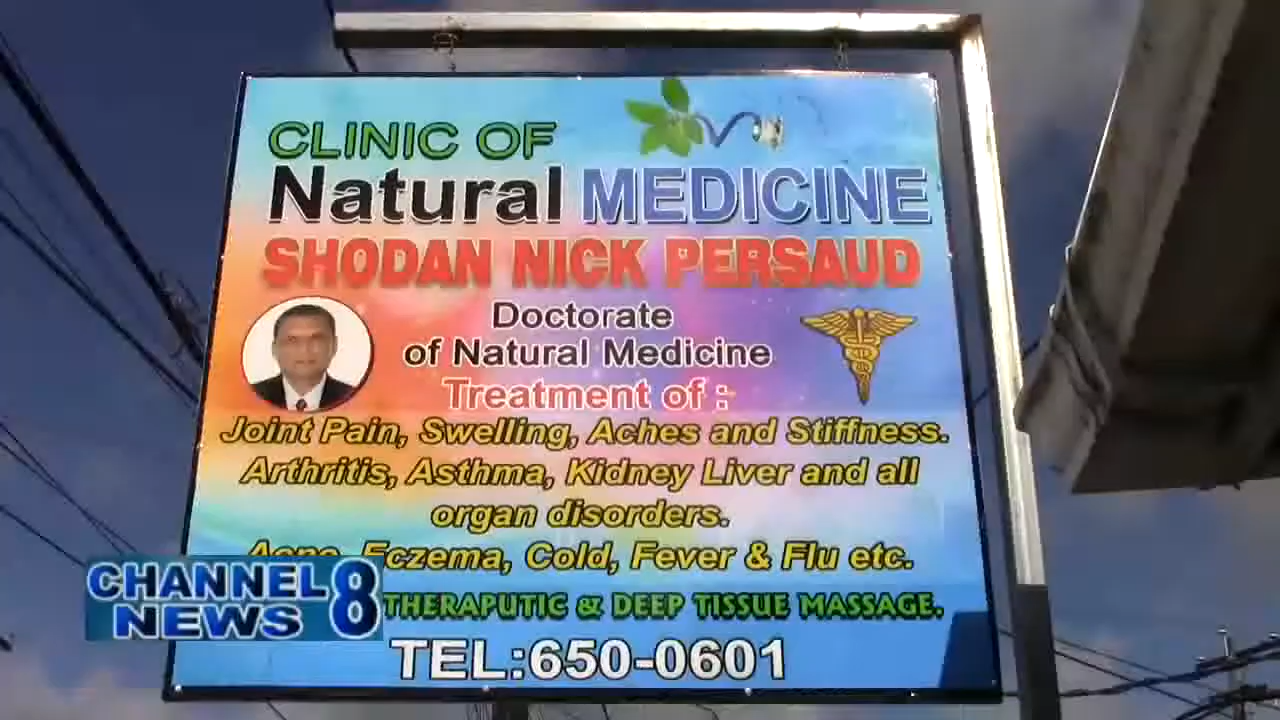 CLINIC OF
Natural MEDICINE
SHODAN NICK PERSAUD
Doctorate
of Natural Medicine
Treatment of :
Joint Pain, Swelling, Aches and Stiffness.
Arthritis, Asthma, Kidney Liver and all
organ disorders.
Acne, Eczema, Cold, Fever & Flu etc.
THERAPUTIC & DEEP TISSUE MASSAGE.
TEL:650-0601
CHANNEL 8
NEWS